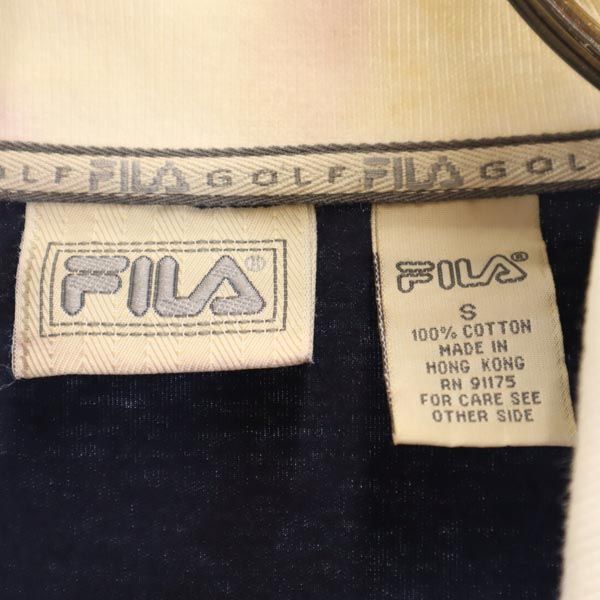 OLF FILA GOLF FILA GOL
FILA®
FILA®
S
100% COTTON
MADE IN
HONG KONG
RN 91175
FOR CARE SEE
OTHER SIDE